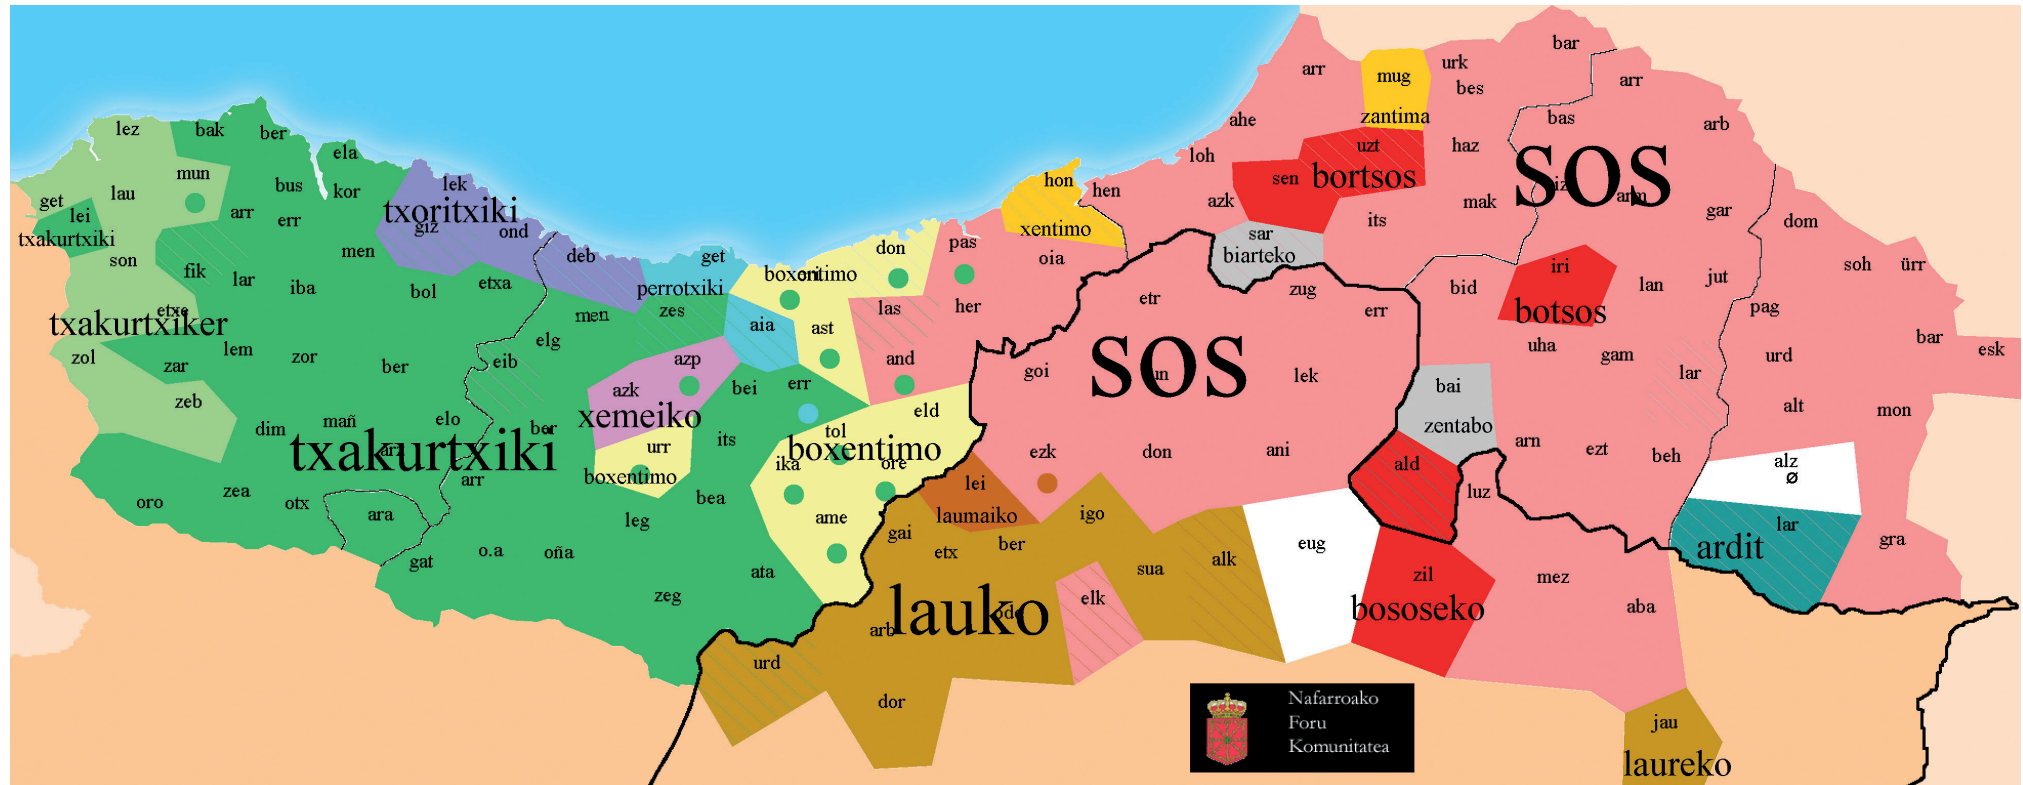 bar
arr
mug
urk
bes
arr
lez
bak
ber
ahe
zantima
bas
arb
ela
loh
uzt
haz
SOS
mun
bus
kor
lek
hon
hen
sen
bortsos
get
lau
lei
arr
err
txoritxiki
giz
ond
azk
its
mak
arm
gar
dom
txakurtxiki
men
deb
get
don
pas
xentimo
sar
biarteko
oia
son
fik
lar
iba
bol
etxa
perrotxiki
boxentimo
ori
her
etr
zug
err
bid
iri
botsos
lan
jut
soh
ürr
pag
etxe
txakurtxiker
men
zes
aia
ast
las
elg
SOS
un
zol
zar
lem
zor
ber
eib
azp
bei
err
and
goi
lek
uha
gam
lar
urd
bar
esk
zeb
azk
xemeiko
bai
zentabo
alt
mon
dim
mañ
elo
ber
txakurtxiki
arz
urr
boxentimo
its
tol
boxentimo
eld
ika
ore
ezk
don
ani
ald
arn
ezt
beh
alz
ø
oro
zea
otx
ara
arr
leg
bea
ame
lei
laumaiko
igo
luz
lar
ardit
gra
gat
o.a
oña
ata
zeg
gai
etx
ber
sua
alk
eug
zil
bososeko
mez
aba
elk
lauko
arb
odc
urd
dor
jau
laureko
Nafarroako
Foru
Komunitatea